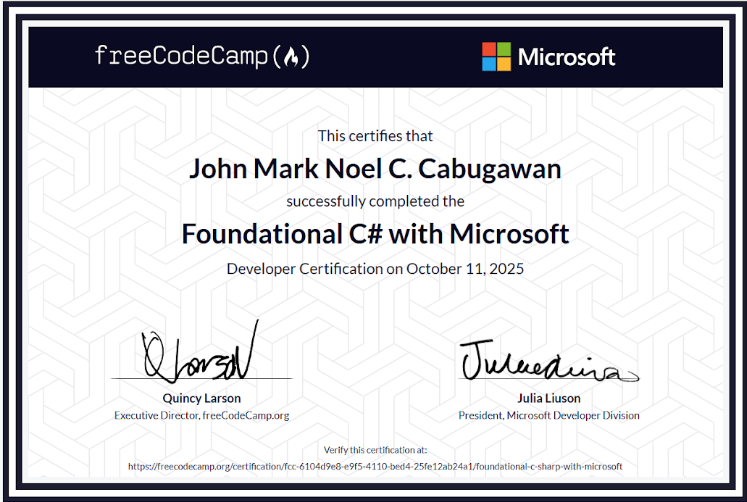 freeCodeCamp(🔥)
Microsoft
This certifies that
John Mark Noel C. Cabugawan
successfully completed the
Foundational C# with Microsoft
Developer Certification on October 11, 2025
Quincy Larson
Executive Director, freeCodeCamp.org
Julia Liuson
President, Microsoft Developer Division
Verify this certification at:
https://freecodecamp.org/certification/fcc-6104d9e8-e9f5-4110-bed4-25fe12ab24a1/foundational-c-sharp-with-microsoft